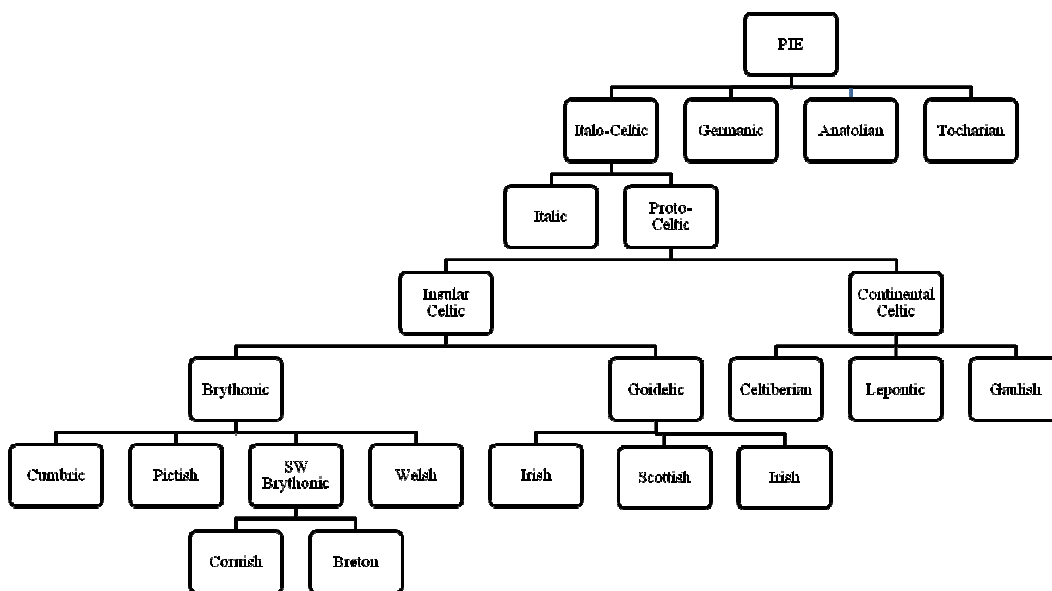 PIE
Italo-Celtic
Germanic
Anatolian
Tocharian
Italic
Proto-
Celtic
Insular
Celtic
Continental
Celtic
Brythonic
Goidelic
Celtiberian
Lepontic
Gaulish
Cumbric
Pictish
SW
Brythonic
Welsh
Irish
Scottish
Irish
Cornish
Breton